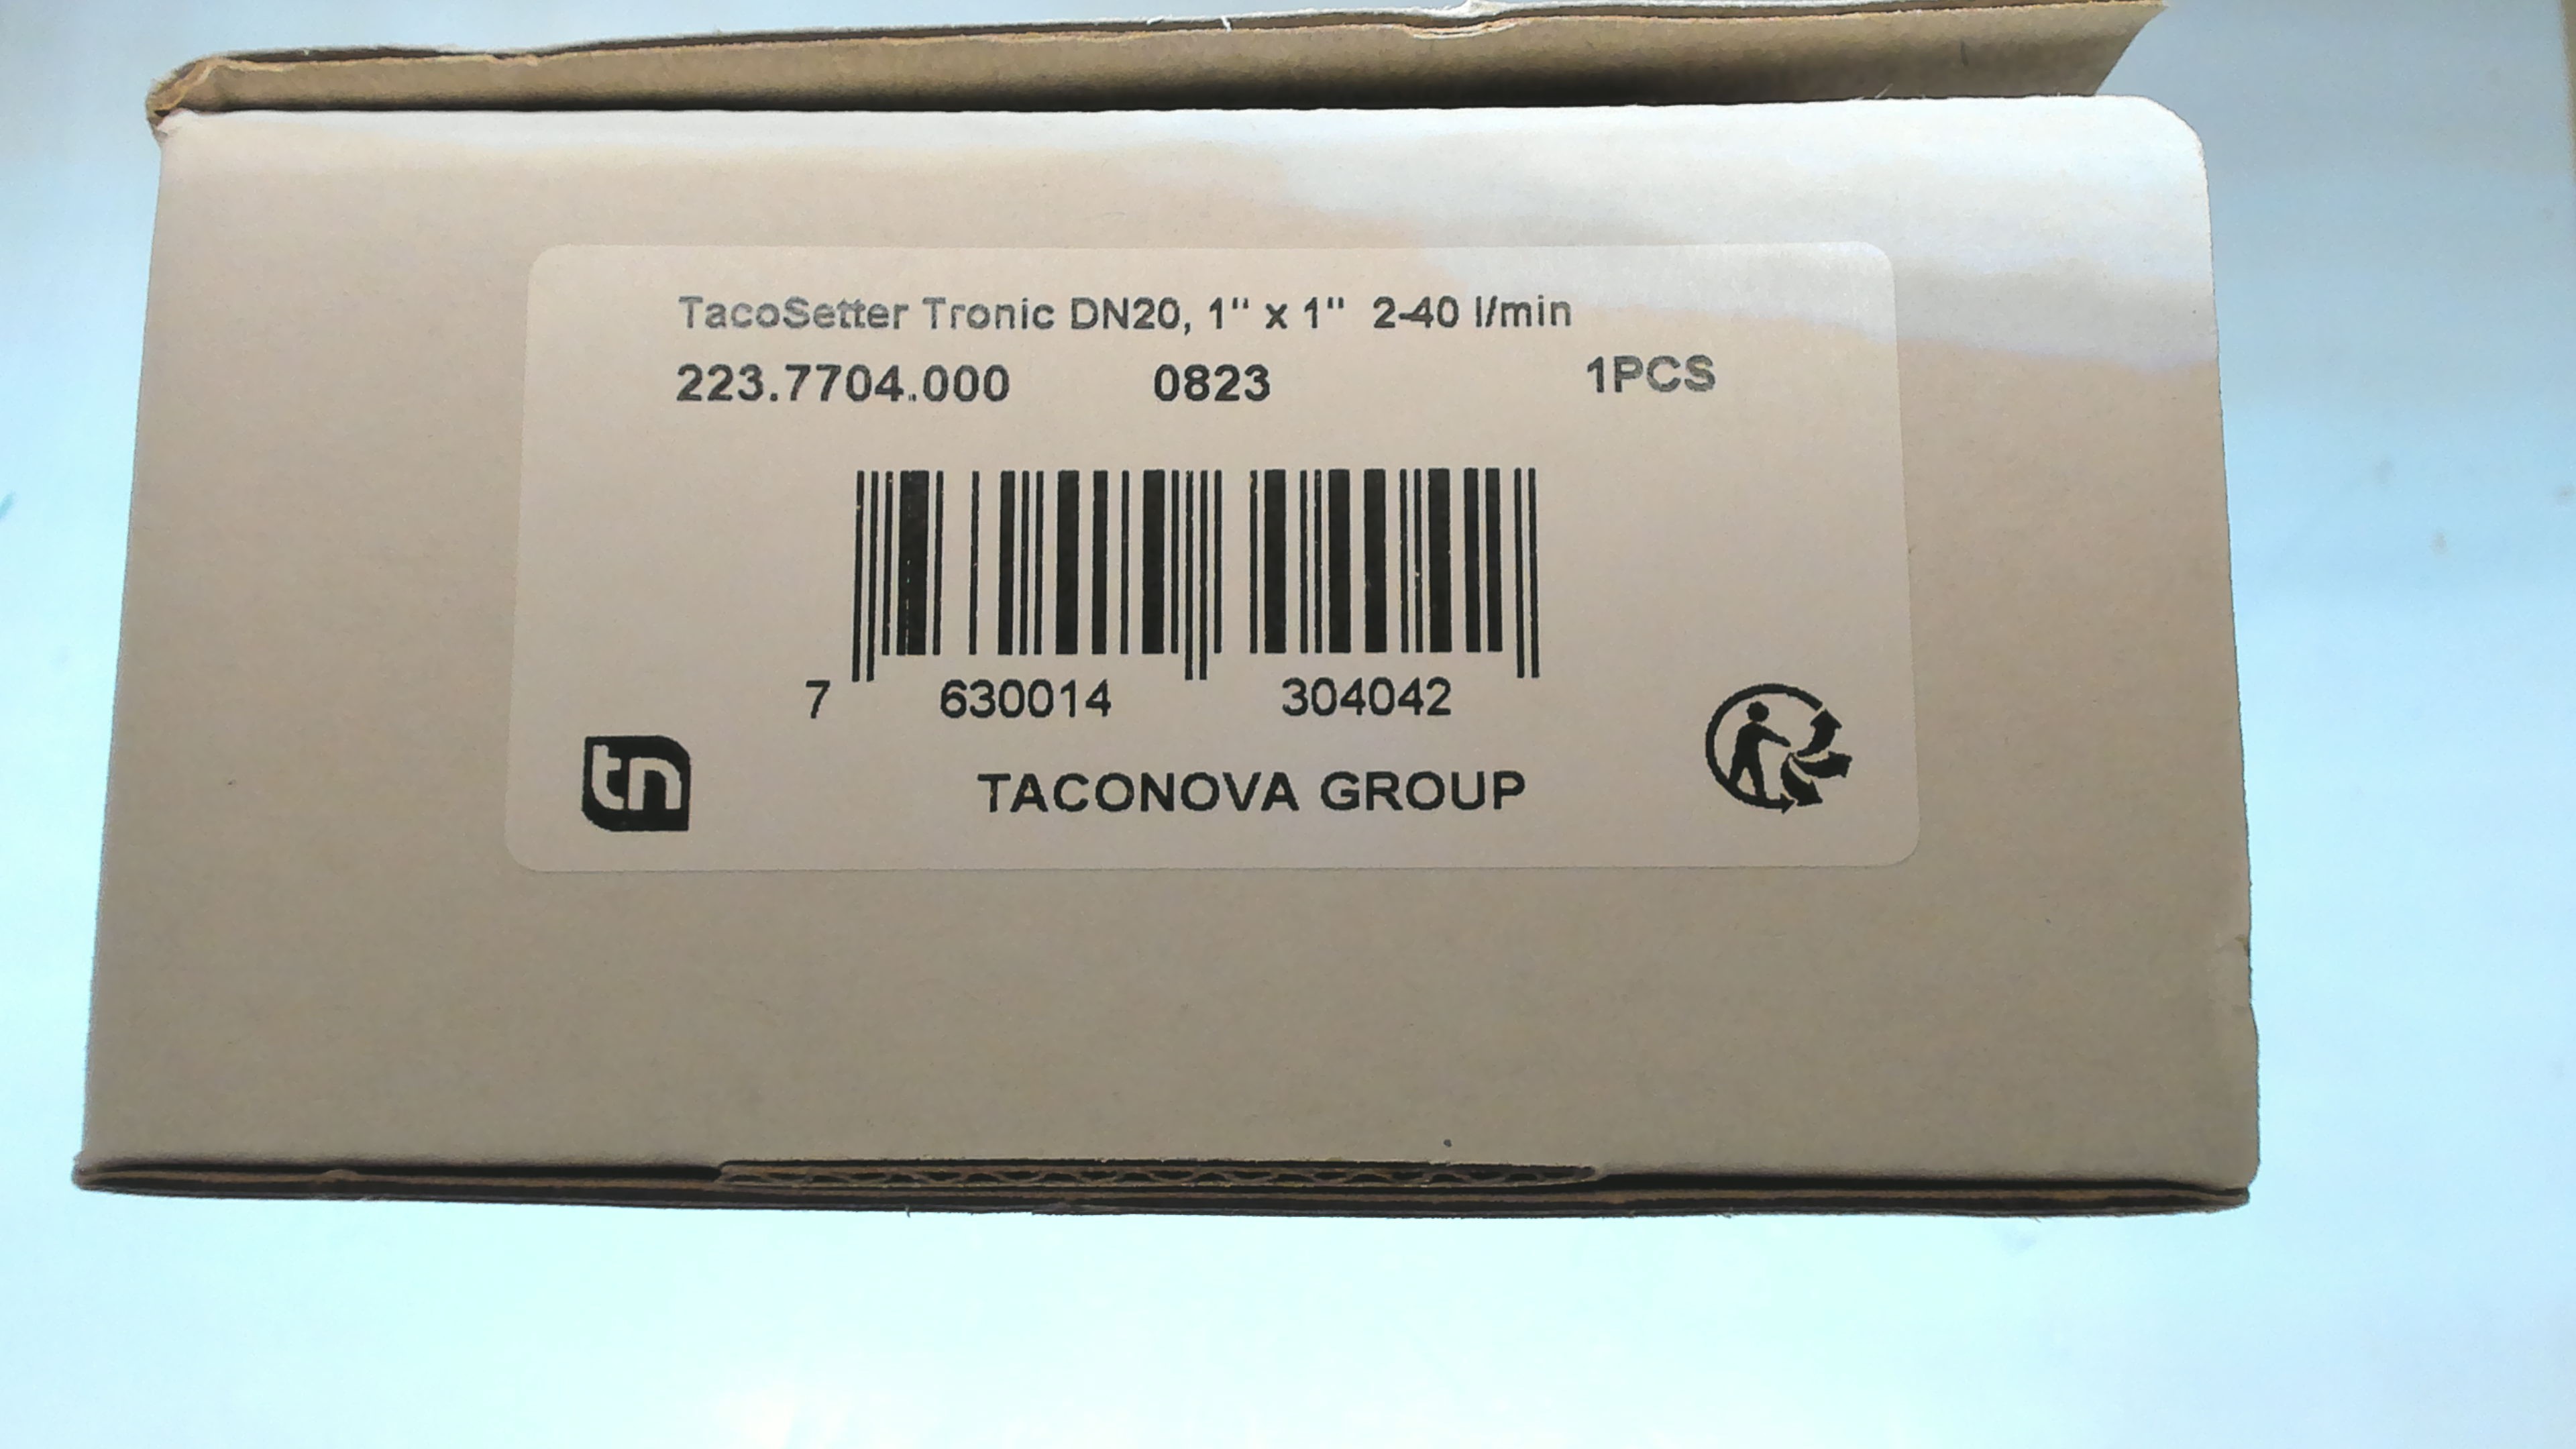 TacoSetter Tronic DN20, 1" x 1" 2-40 l/min
223.7704.000 0823 1PCS
7 630014 304042
tn
TACONOVA GROUP